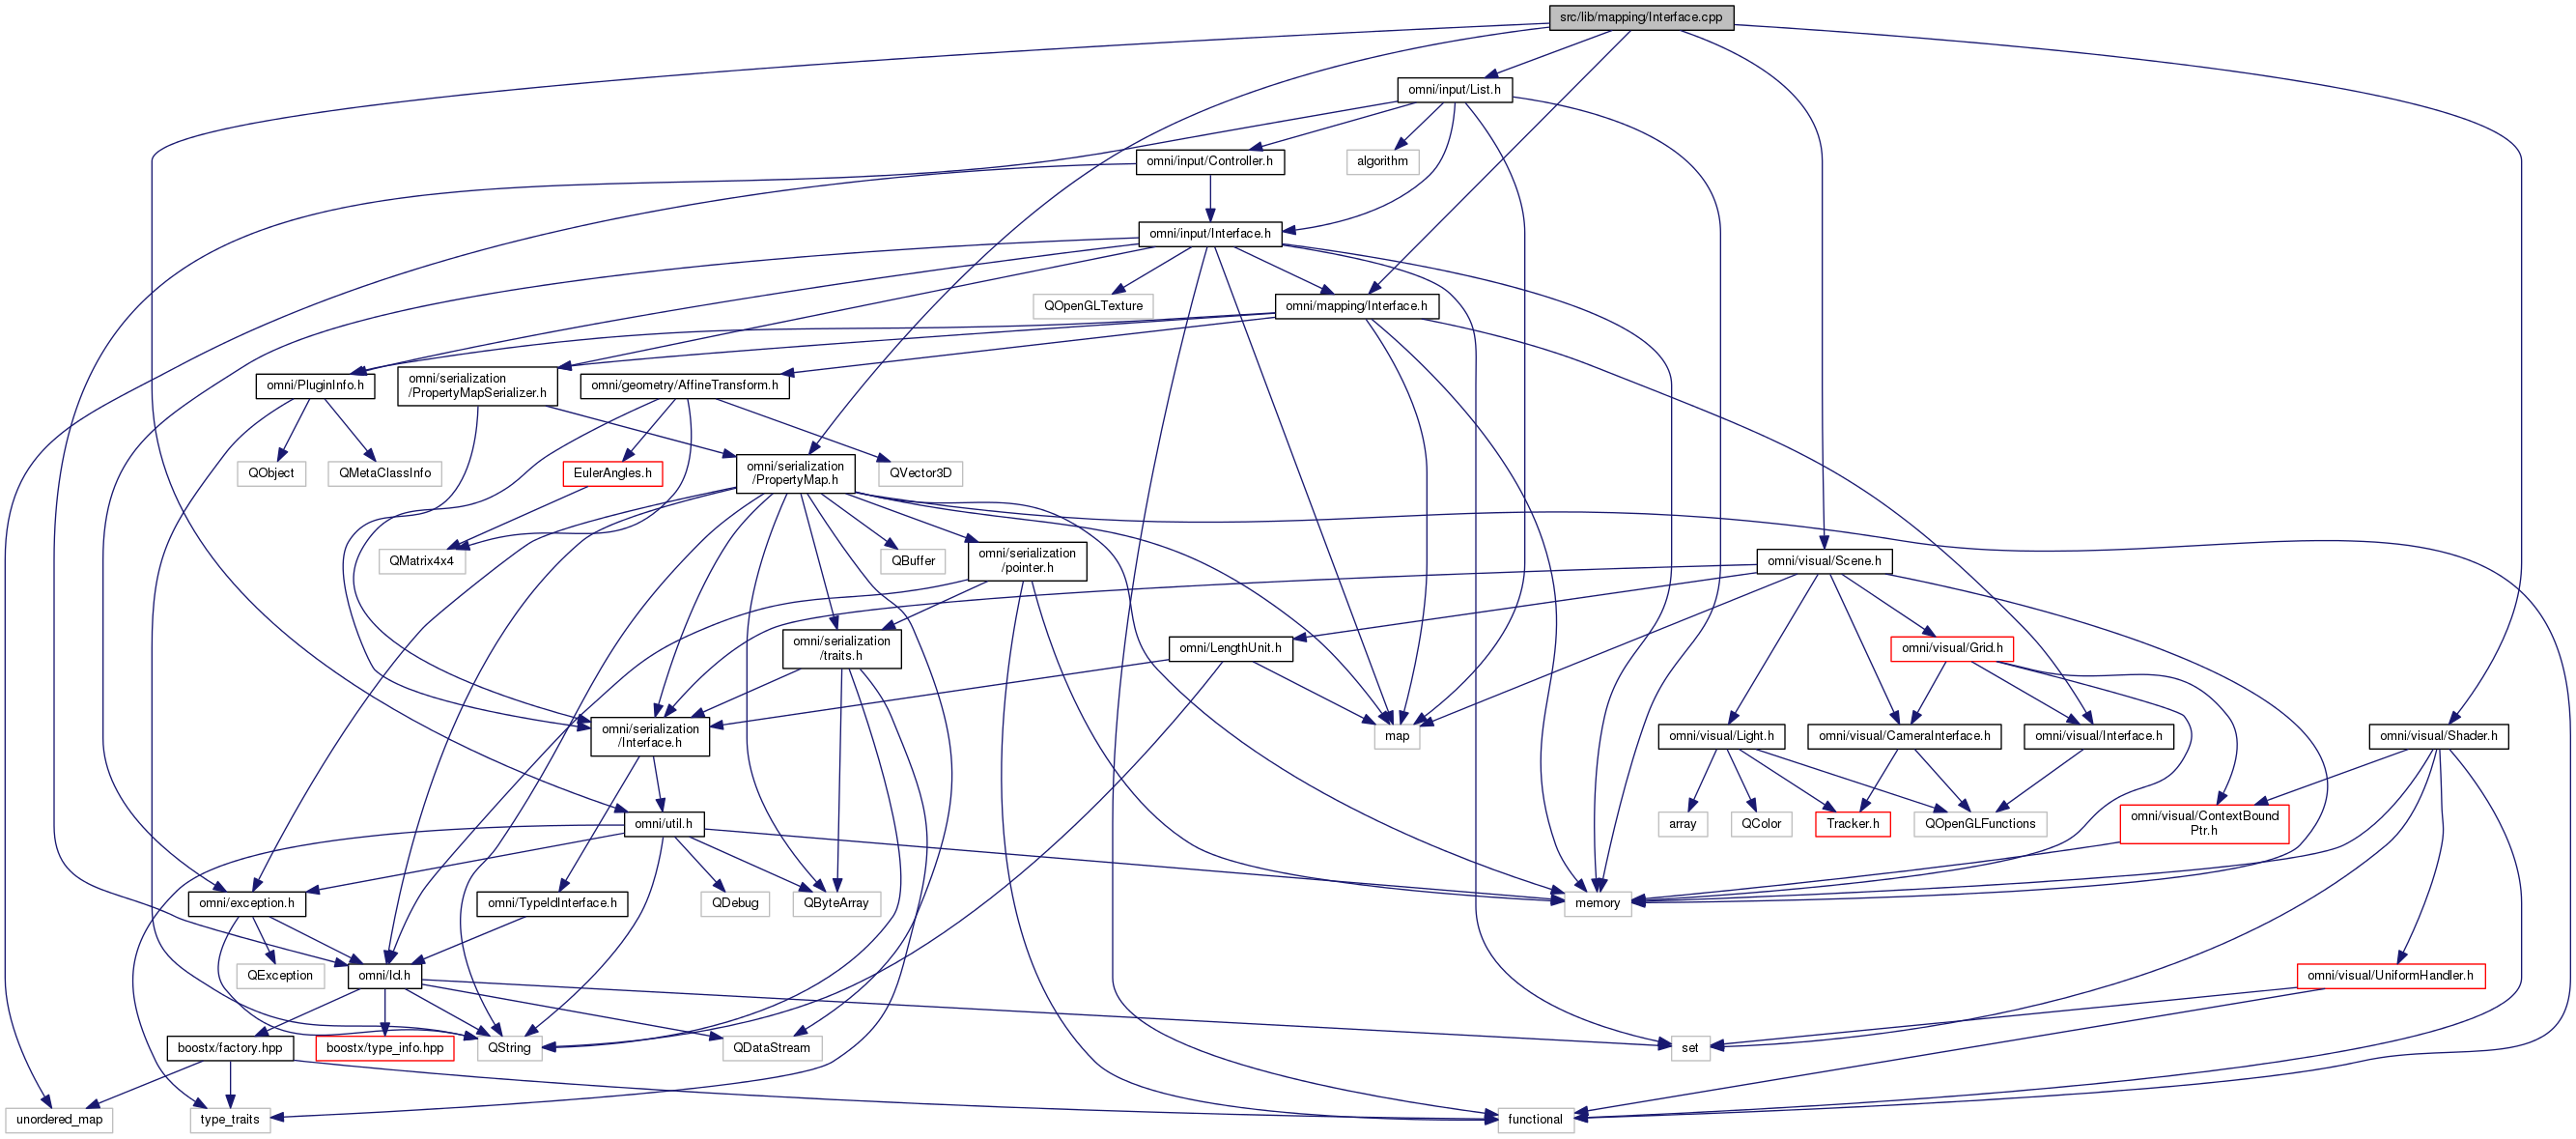 src/lib/mapping/Interface.cpp
omni/input/List.h
omni/input/Controller.h
algorithm
omni/input/Interface.h
QOpenGLTexture
omni/mapping/Interface.h
omni/PluginInfo.h
omni/serialization
/PropertyMapSerializer.h
omni/geometry/AffineTransform.h
QObject
QMetaClassInfo
EulerAngles.h
omni/serialization
/PropertyMap.h
QVector3D
QMatrix4x4
QBuffer
omni/serialization
/pointer.h
omni/visual/Scene.h
omni/serialization
/traits.h
omni/LengthUnit.h
omni/visual/Grid.h
omni/serialization
/Interface.h
map
omni/visual/Light.h
omni/visual/CameraInterface.h
omni/visual/Interface.h
omni/visual/Shader.h
omni/util.h
array
QColor
Tracker.h
QOpenGLFunctions
omni/visual/ContextBound
Ptr.h
omni/exception.h
omni/TypeIdInterface.h
QDebug
QByteArray
memory
QException
omni/Id.h
omni/visual/UniformHandler.h
boostx/factory.hpp
boostx/type_info.hpp
QString
QDataStream
set
unordered_map
type_traits
functional